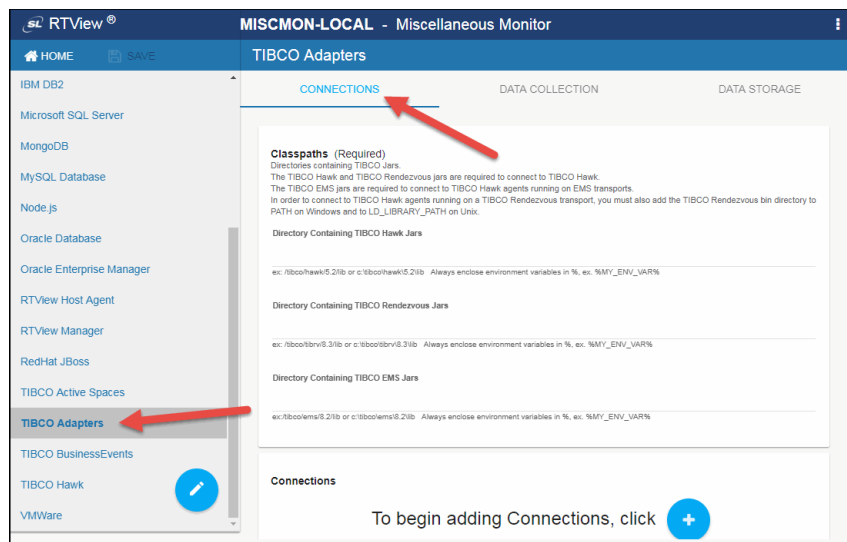 SL RTView ®
MISCMON-LOCAL - Miscellaneous Monitor
HOME
SAVE
TIBCO Adapters
IBM DB2
Microsoft SQL Server
MongoDB
MySQL Database
Node.js
Oracle Database
Oracle Enterprise Manager
RTView Host Agent
RTView Manager
RedHat JBoss
TIBCO Active Spaces
TIBCO Adapters
TIBCO BusinessEvents
TIBCO Hawk
VMWare
CONNECTIONS
DATA COLLECTION
DATA STORAGE
Classpaths (Required)
Directories containing TIBCO Jars.
The TIBCO Hawk and TIBCO Rendezvous jars are required to connect to TIBCO Hawk.
The TIBCO EMS jars are required to connect to TIBCO Hawk agents running on EMS transports.
In order to connect to TIBCO Hawk agents running on a TIBCO Rendezvous transport, you must also add the TIBCO Rendezvous bin directory to
PATH on Windows and to LD_LIBRARY_PATH on Unix.
Directory Containing TIBCO Hawk Jars
ex: /tibco/hawk/5.2/lib or c:\tibco\hawk\5.2\lib Always enclose environment variables in %, ex. %MY_ENV_VAR%
Directory Containing TIBCO Rendezvous Jars
ex: /tibco/tibrv/8.3/lib or c:\tibco\tibrv\8.3\lib Always enclose environment variables in %, ex. %MY_ENV_VAR%
Directory Containing TIBCO EMS Jars
ex:/tibco/ems/8.2/lib or c:\tibco\ems\8.2\lib Always enclose environment variables in %, ex. %MY_ENV_VAR%
Connections
To begin adding Connections, click